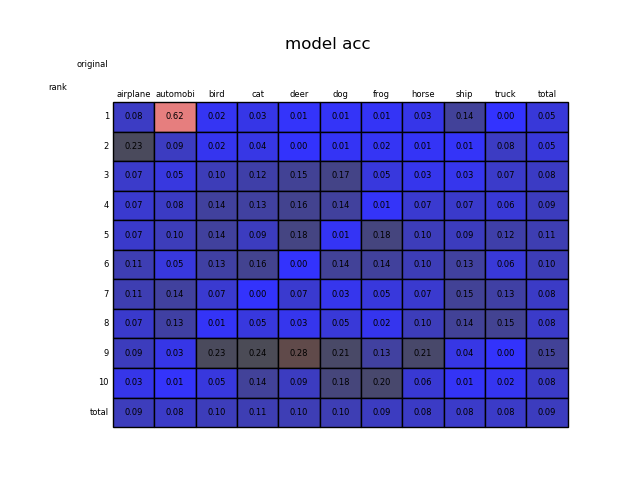 model acc
original
rank
airplane automobi bird cat deer dog frog horse ship truck total
1 0.08 0.62 0.02 0.03 0.01 0.01 0.01 0.03 0.14 0.00 0.05
2 0.23 0.09 0.02 0.04 0.00 0.01 0.02 0.01 0.01 0.08 0.05
3 0.07 0.05 0.10 0.12 0.15 0.17 0.05 0.03 0.03 0.07 0.08
4 0.07 0.08 0.14 0.13 0.16 0.14 0.01 0.07 0.07 0.06 0.09
5 0.07 0.10 0.14 0.09 0.18 0.01 0.18 0.10 0.09 0.12 0.11
6 0.11 0.05 0.13 0.16 0.00 0.14 0.14 0.10 0.13 0.06 0.10
7 0.11 0.14 0.07 0.00 0.07 0.03 0.05 0.07 0.15 0.13 0.08
8 0.07 0.13 0.01 0.05 0.03 0.05 0.02 0.10 0.14 0.15 0.08
9 0.09 0.03 0.23 0.24 0.28 0.21 0.13 0.21 0.04 0.00 0.15
10 0.03 0.01 0.05 0.14 0.09 0.18 0.20 0.06 0.01 0.02 0.08
total 0.09 0.08 0.10 0.11 0.10 0.10 0.09 0.08 0.08 0.08 0.09